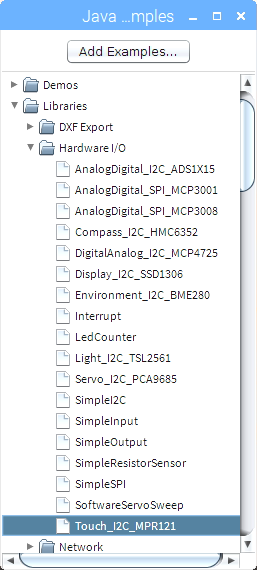 Java ...mples
Add Examples...
Demos
Libraries
DXF Export
Hardware I/O
AnalogDigital_I2C_ADS1X15
AnalogDigital_SPI_MCP3001
AnalogDigital_SPI_MCP3008
Compass_I2C_HMC6352
DigitalAnalog_I2C_MCP4725
Display_I2C_SSD1306
Environment_I2C_BME280
Interrupt
LedCounter
Light_I2C_TSL2561
Servo_I2C_PCA9685
SimpleI2C
SimpleInput
SimpleOutput
SimpleResistorSensor
SimpleSPI
SoftwareServoSweep
Touch_I2C_MPR121
Network